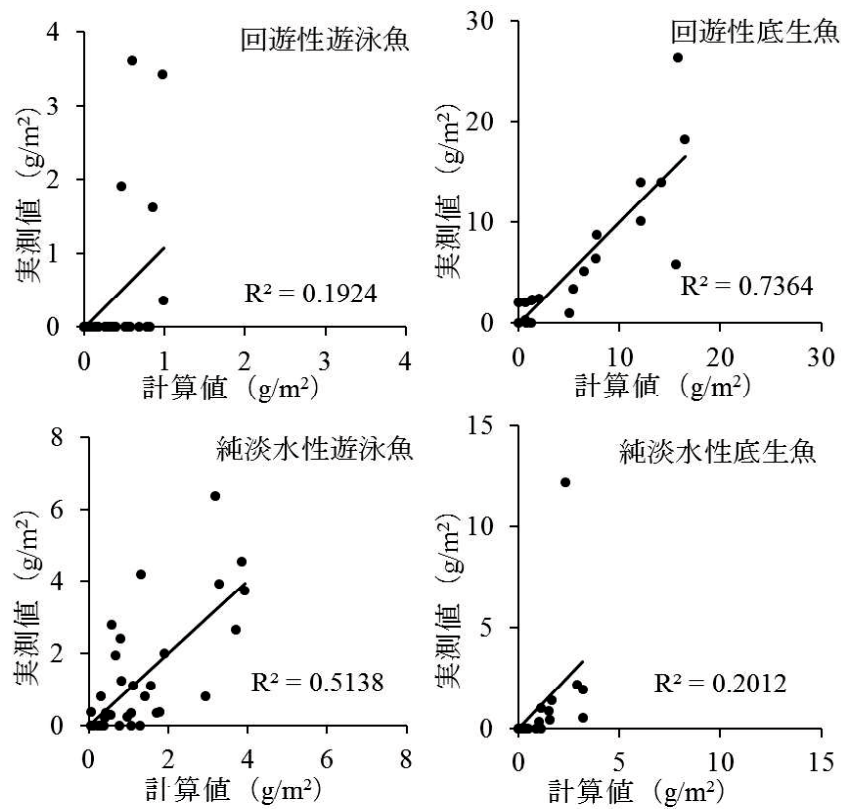 回遊性遊泳魚
実測値（g/m²）
4
3
2
1
0
R² = 0.1924
0 1 2 3 4
計算値（g/m²）
回遊性底生魚
実測値（g/m²）
30
20
10
0
R² = 0.7364
0 10 20 30
計算値（g/m²）
純淡水性遊泳魚
実測値（g/m²）
8
6
4
2
0
R² = 0.5138
0 2 4 6 8
計算値（g/m²）
純淡水性底生魚
実測値（g/m²）
15
10
5
0
R² = 0.2012
0 5 10 15
計算値（g/m²）